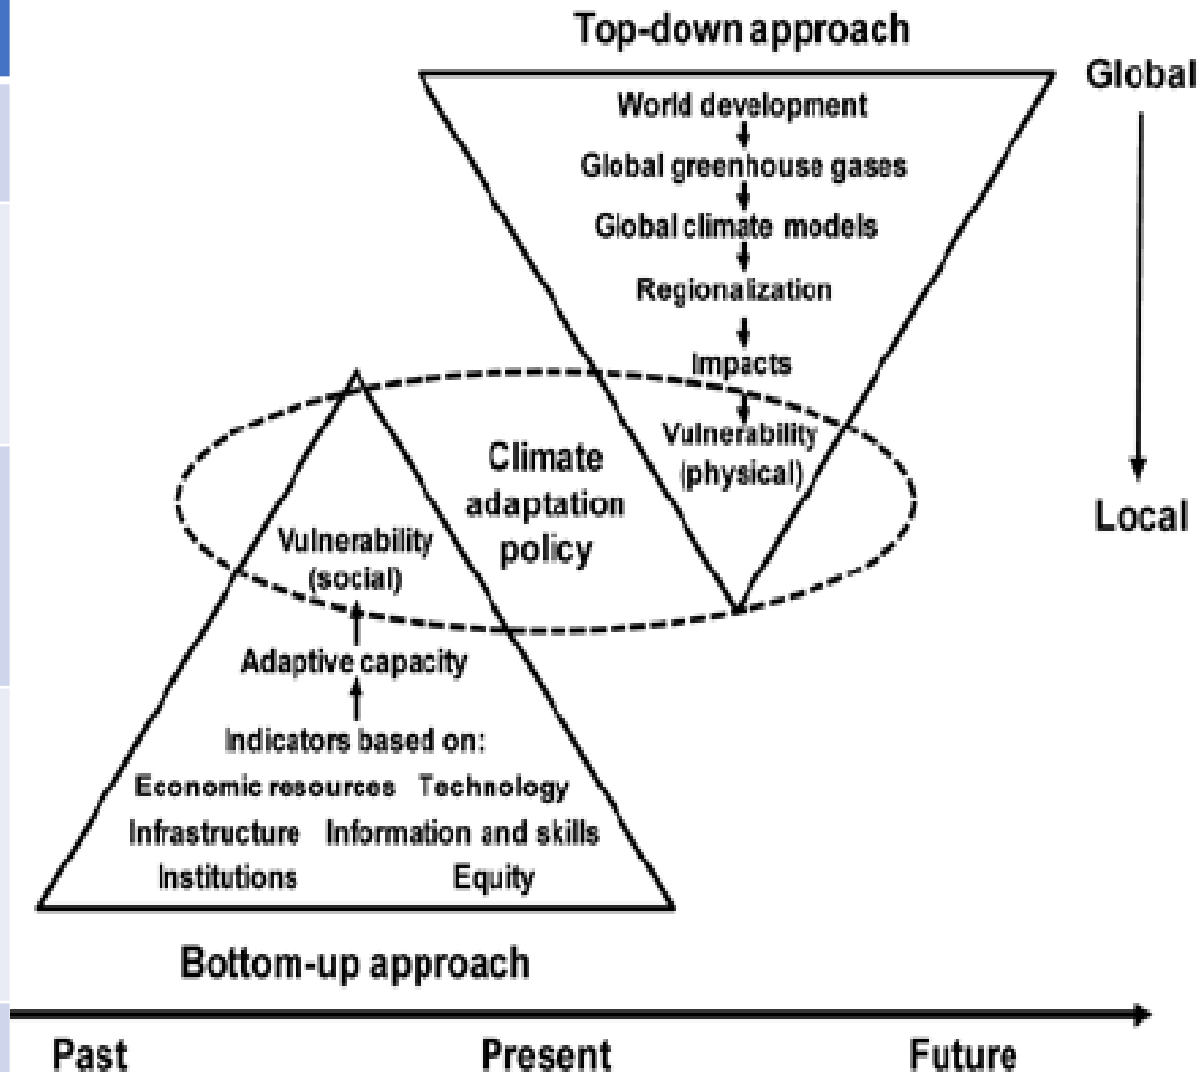 Top-down approach
Global
World development
Global greenhouse gases
Global climate models
Regionalization
Impacts
Vulnerability
(physical)
Local
Climate
adaptation
policy
Vulnerability
(social)
Adaptive capacity
Indicators based on:
Economic resources Technology
Infrastructure Information and skills
Institutions Equity
Bottom-up approach
Past Present Future